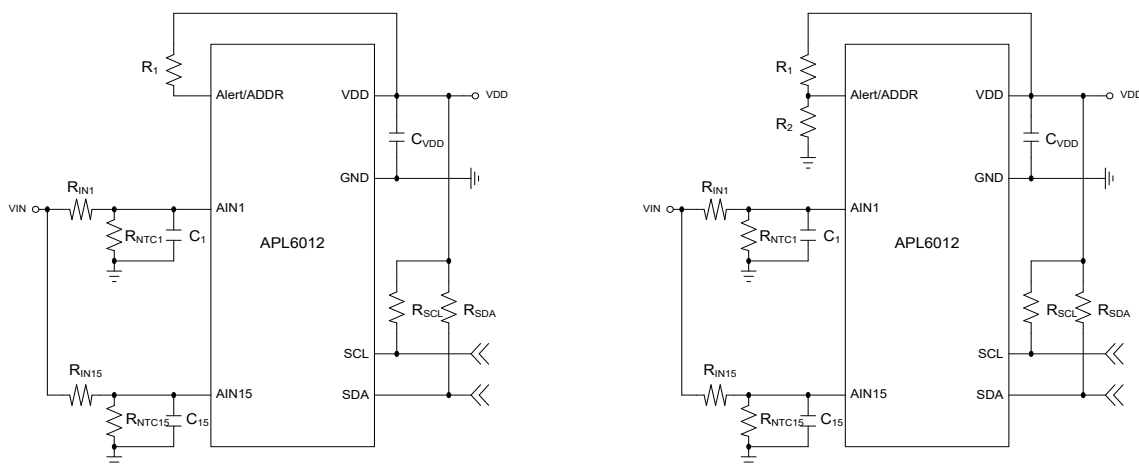 R1
Alert/ADDR
VDD
VDD
CVDD
GND
RIN1
VIN
AIN1
RNTC1
C1
APL6012
RSCL
RSDA
SCL
RIN15
AIN15
SDA
RNTC15
C15
R1
Alert/ADDR
VDD
VDD
R2
CVDD
GND
RIN1
VIN
AIN1
RNTC1
C1
APL6012
RSCL
RSDA
SCL
RIN15
AIN15
SDA
RNTC15
C15